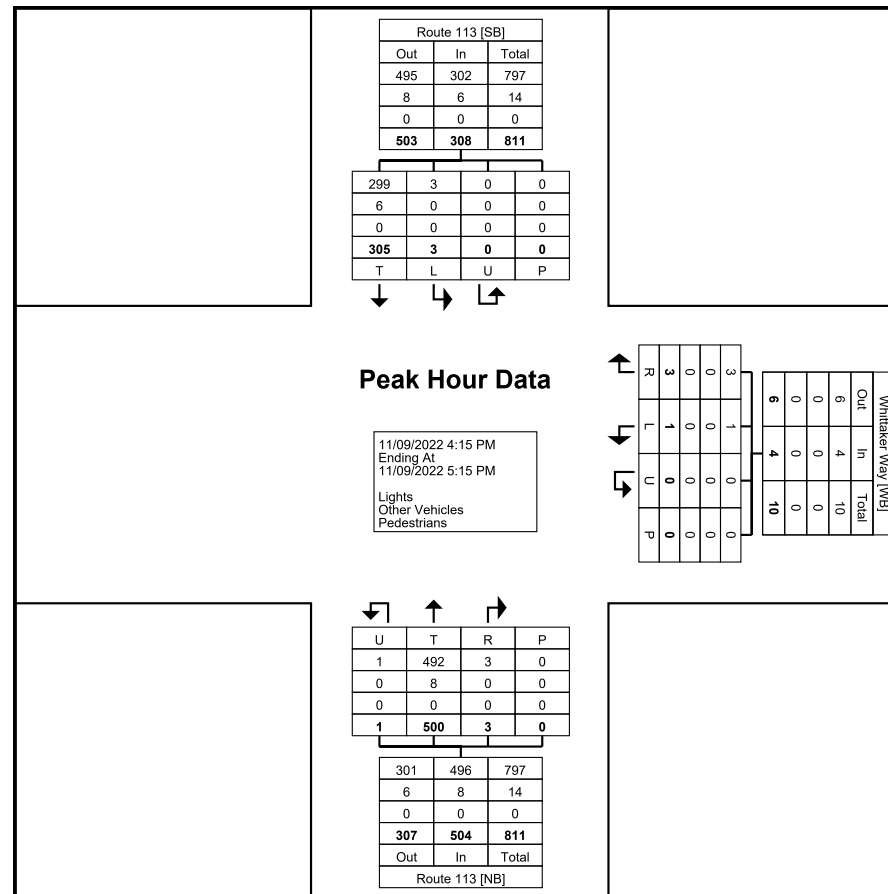 Route 113 [SB]
Out In Total
495 302 797
8 6 14
0 0 0
503 308 811
299 3 0 0
6 0 0 0
0 0 0 0
305 3 0 0
T L U P
Peak Hour Data
11/09/2022 4:15 PM
Ending At
11/09/2022 5:15 PM
Lights
Other Vehicles
Pedestrians
R 3 0 0 3
L 1 0 0 1
U 0 0 0 0
P 0 0 0 0
Whittaker Way [WB]
Out In Total
6 4 10
0 0 0
0 0 0
6 4 10
U T R P
1 492 3 0
0 8 0 0
0 0 0 0
1 500 3 0
301 496 797
6 8 14
0 0 0
307 504 811
Out In Total
Route 113 [NB]